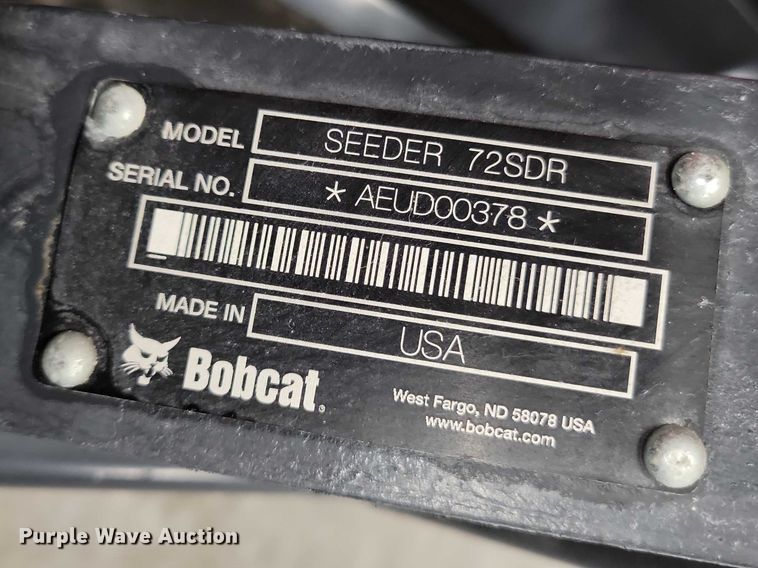 MODEL SEEDER 72SDR
SERIAL NO. * AEUD00378 *
MADE IN USA
Bobcat®
West Fargo, ND 58078 USA
www.bobcat.com
Purple Wave Auction